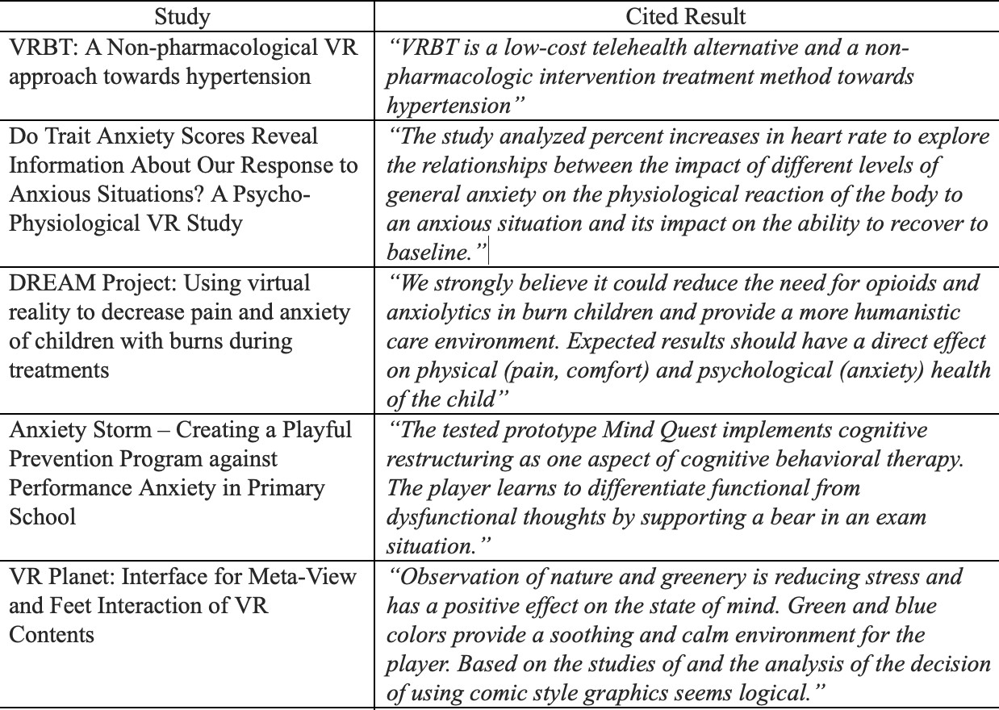 Study
Cited Result
VRBT: A Non-pharmacological VR
approach towards hypertension
“VRBT is a low-cost telehealth alternative and a non-
pharmacologic intervention treatment method towards
hypertension”
Do Trait Anxiety Scores Reveal
Information About Our Response to
Anxious Situations? A Psycho-
Physiological VR Study
“The study analyzed percent increases in heart rate to explore
the relationships between the impact of different levels of
general anxiety on the physiological reaction of the body to
an anxious situation and its impact on the ability to recover to
baseline.”
DREAM Project: Using virtual
reality to decrease pain and anxiety
of children with burns during
treatments
“We strongly believe it could reduce the need for opioids and
anxiolytics in burn children and provide a more humanistic
care environment. Expected results should have a direct effect
on physical (pain, comfort) and psychological (anxiety) health
of the child”
Anxiety Storm – Creating a Playful
Prevention Program against
Performance Anxiety in Primary
School
“The tested prototype Mind Quest implements cognitive
restructuring as one aspect of cognitive behavioral therapy.
The player learns to differentiate functional from
dysfunctional thoughts by supporting a bear in an exam
situation.”
VR Planet: Interface for Meta-View
and Feet Interaction of VR
Contents
“Observation of nature and greenery is reducing stress and
has a positive effect on the state of mind. Green and blue
colors provide a soothing and calm environment for the
player. Based on the studies of and the analysis of the decision
of using comic style graphics seems logical.”